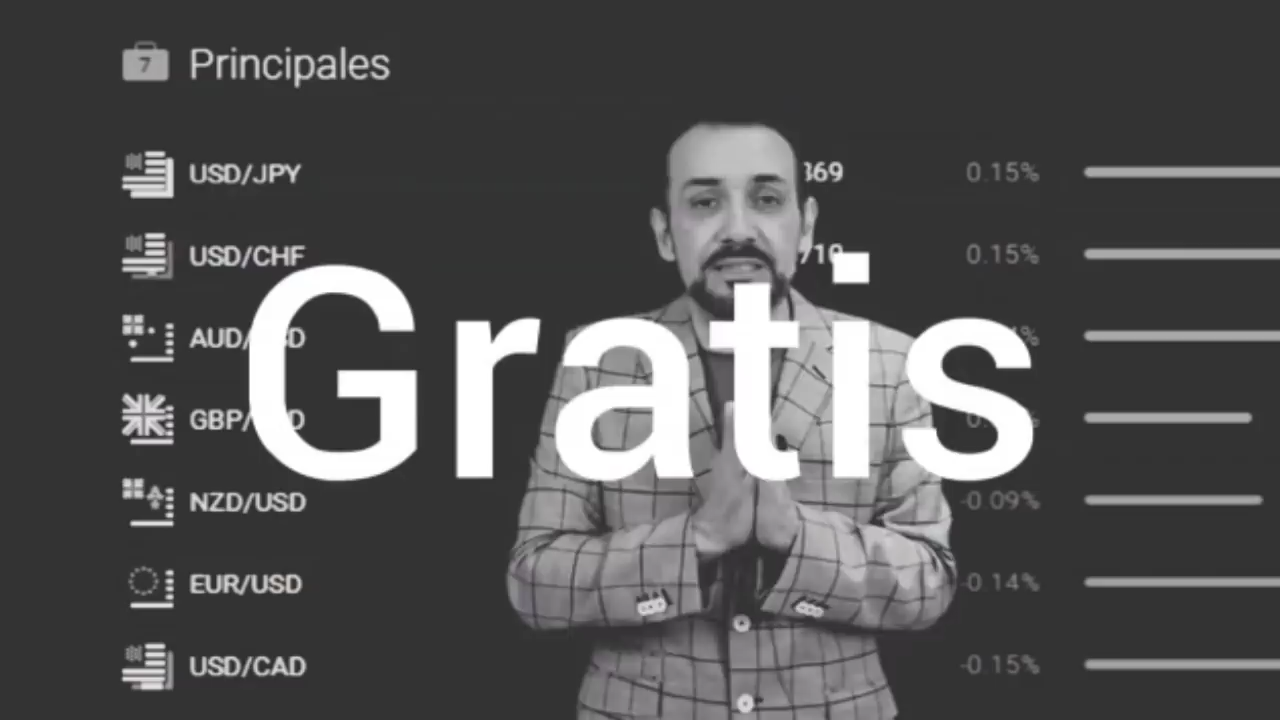 7 Principales
USD/JPY 0.15%
USD/CHF 0.15%
Gratis
NZD/USD -0.09%
EUR/USD -0.14%
USD/CAD -0.15%